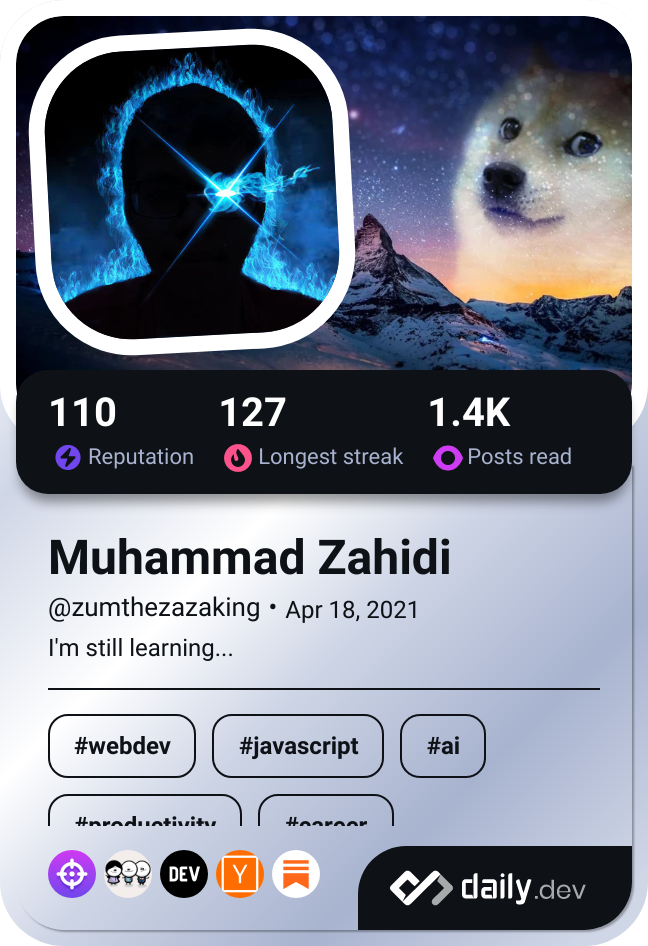 110 127 1.4K
Reputation Longest streak Posts read
Muhammad Zahidi
@zumthezazaking • Apr 18, 2021
I'm still learning...
#webdev #javascript #ai
#productivity #career
DEV Y daily.dev